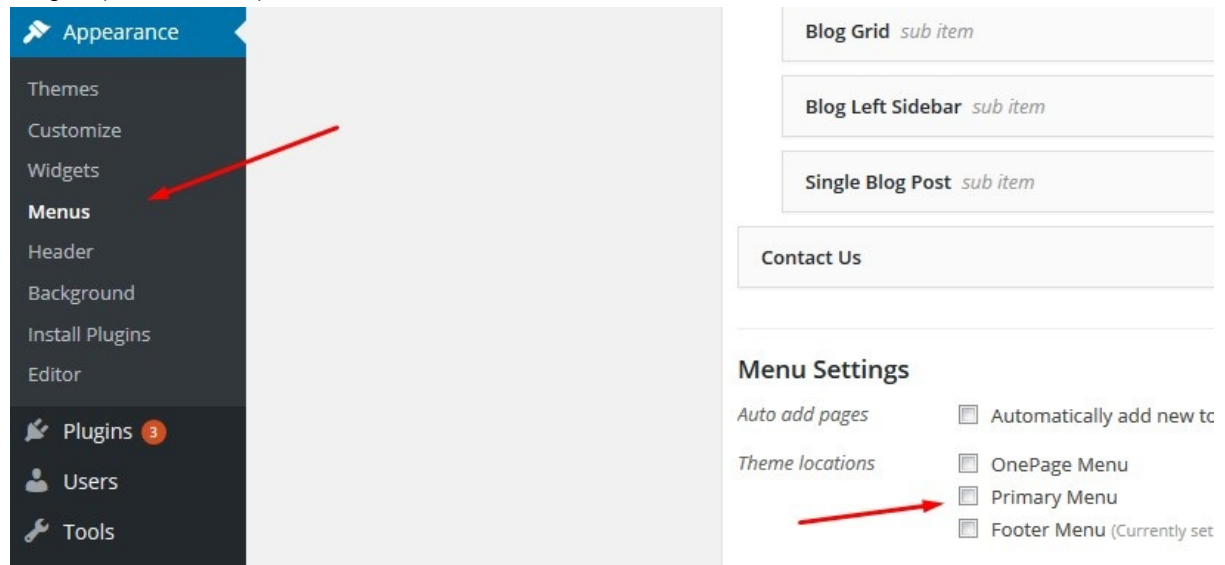 Appearance
Themes
Customize
Widgets
Menus
Header
Background
Install Plugins
Editor
Plugins 3
Users
Tools
Blog Grid sub item
Blog Left Sidebar sub item
Single Blog Post sub item
Contact Us
Menu Settings
Auto add pages Automatically add new to
Theme locations OnePage Menu
Primary Menu
Footer Menu (Currently set